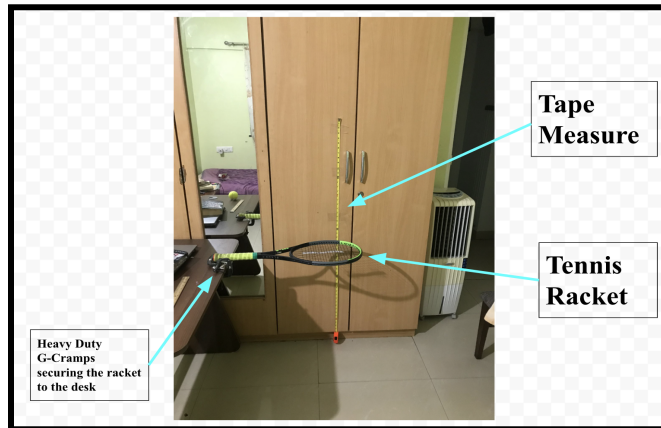 Tape
Measure
Tennis
Racket
Heavy Duty
G-Cramps
securing the racket
to the desk